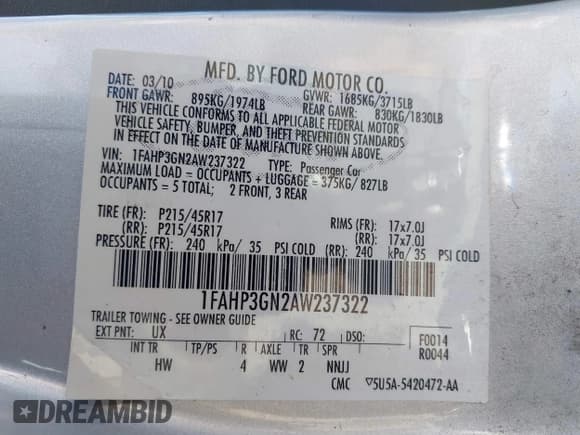 MFD. BY FORD MOTOR CO.
DATE: 03/10 GVWR: 1685KG/3715LB
FRONT GAWR: 895KG/1974LB REAR GAWR: 830KG/1830LB
THIS VEHICLE CONFORMS TO ALL APPLICABLE FEDERAL MOTOR
VEHICLE SAFETY, BUMPER, AND THEFT PREVENTION STANDARDS
IN EFFECT ON THE DATE OF MANUFACTURE SHOWN ABOVE.
VIN: 1FAHP3GN2AW237322 TYPE: Passenger Car
MAXIMUM LOAD = OCCUPANTS + LUGGAGE = 375KG/ 827LB
OCCUPANTS = 5 TOTAL; 2 FRONT, 3 REAR
TIRE (FR): P215/45R17 RIMS (FR): 17x7.0J
(RR): P215/45R17 (RR): 17x7.0J
PRESSURE (FR): 240 kPa/ 35 PSI COLD (RR): 240 kPa/ 35 PSI COLD
1FAHP3GN2AW237322
TRAILER TOWING - SEE OWNER GUIDE
EXT PNT: UX RC: 72 DSO: F0014
INT TR TP/PS R AXLE TR SPR R0044
HW 4 WW 2 NNJJ
CMC ▽5U5A-5420472-AA
DREAMBID